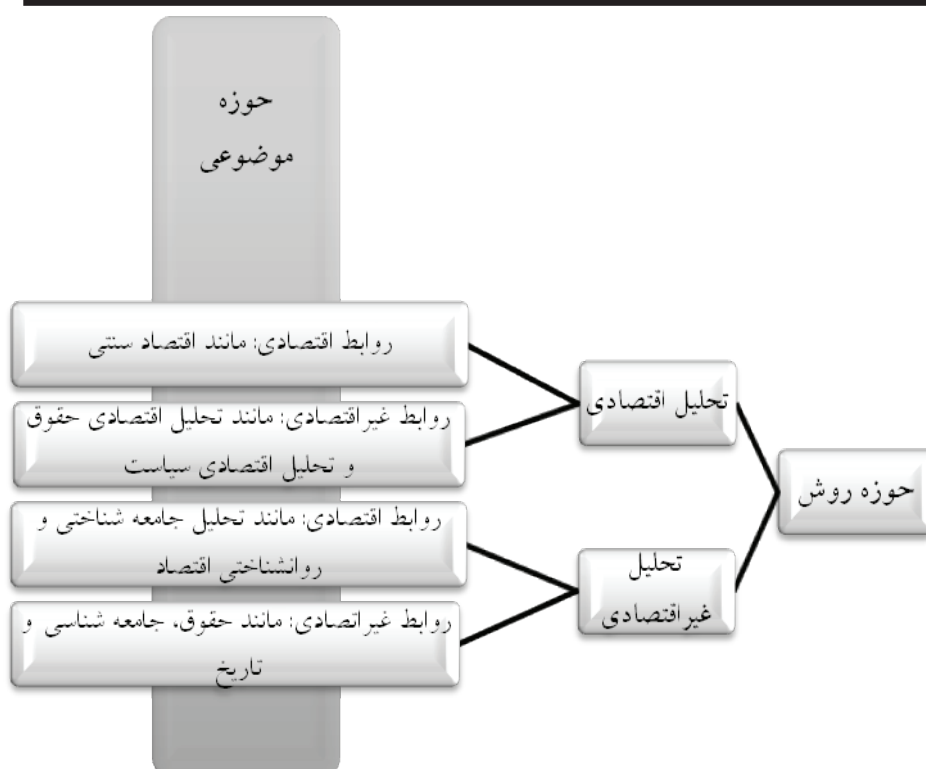 حوزه
موضوعی
روابط اقتصادی: مانند اقتصاد سنتی
تحلیل اقتصادی
روابط غیراقتصادی: مانند تحلیل اقتصادی حقوق
و تحلیل اقتصادی سیاست
حوزه روش
روابط اقتصادی: مانند تحلیل جامعه شناختی و
روانشناختی اقتصاد
تحلیل
غیراقتصادی
روابط غیراتصادی: مانند حقوق، جامعه شناسی و
تاریخ